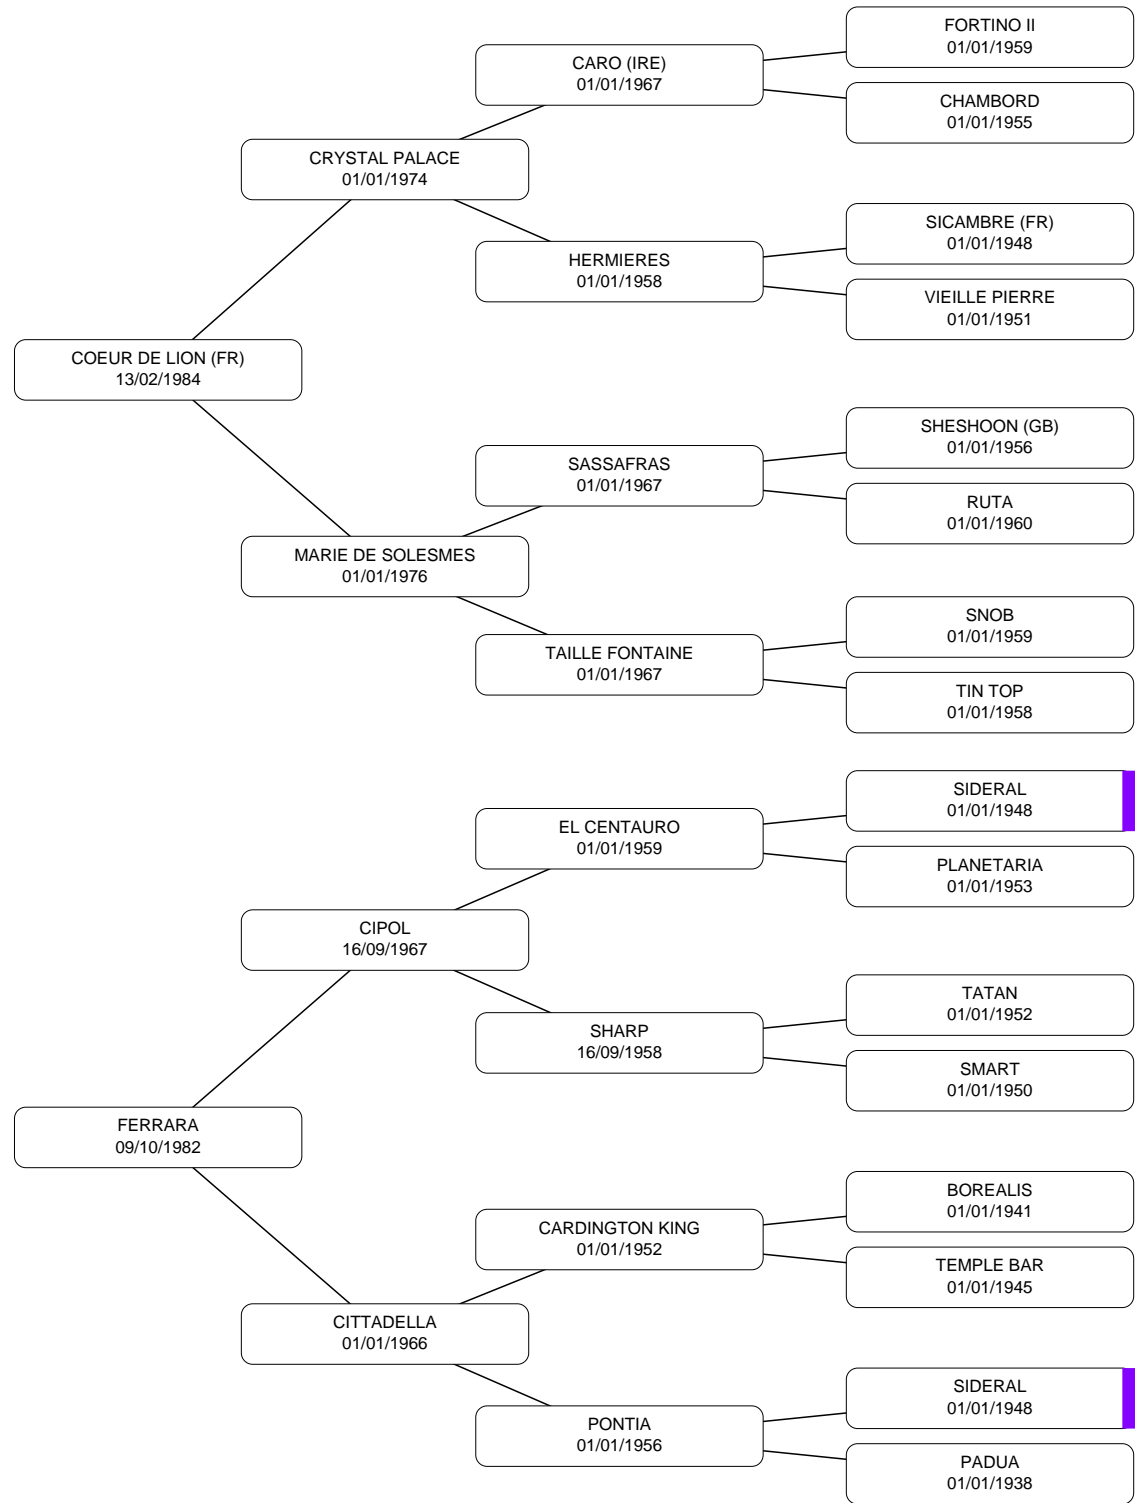 FORTINO II
01/01/1959
CARO (IRE)
01/01/1967
CHAMBORD
01/01/1955
CRYSTAL PALACE
01/01/1974
SICAMBRE (FR)
01/01/1948
HERMIERES
01/01/1958
VIEILLE PIERRE
01/01/1951
COEUR DE LION (FR)
13/02/1984
SHESHOON (GB)
01/01/1956
SASSAFRAS
01/01/1967
RUTA
01/01/1960
MARIE DE SOLESMES
01/01/1976
SNOB
01/01/1959
TAILLE FONTAINE
01/01/1967
TIN TOP
01/01/1958
SIDERAL
01/01/1948
EL CENTAURO
01/01/1959
PLANETARIA
01/01/1953
CIPOL
16/09/1967
TATAN
01/01/1952
SHARP
16/09/1958
SMART
01/01/1950
FERRARA
09/10/1982
BOREALIS
01/01/1941
CARDINGTON KING
01/01/1952
TEMPLE BAR
01/01/1945
CITTADELLA
01/01/1966
SIDERAL
01/01/1948
PONTIA
01/01/1956
PADUA
01/01/1938